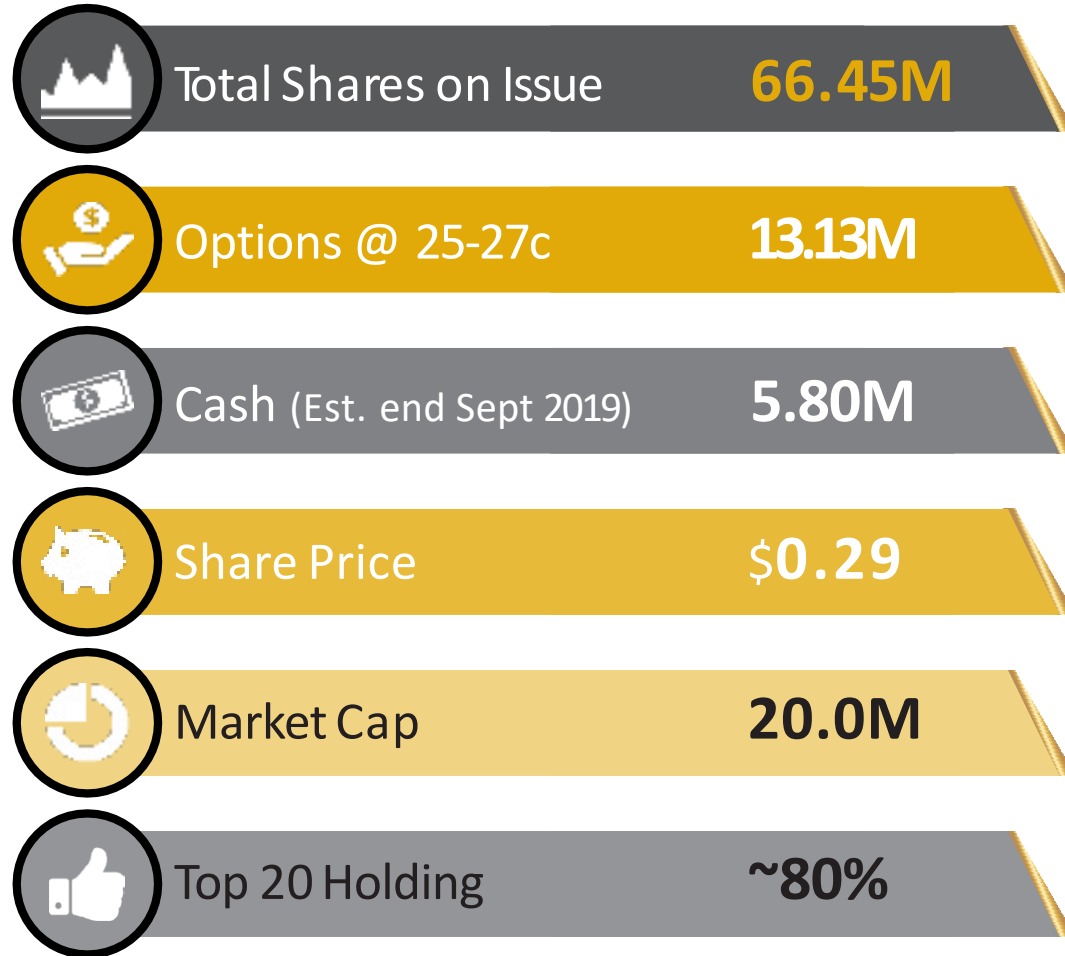 Total Shares on Issue 66.45M
$
Options @ 25-27c 13.13M
Cash (Est. end Sept 2019) 5.80M
Share Price $0.29
Market Cap 20.0M
Top 20 Holding ~80%